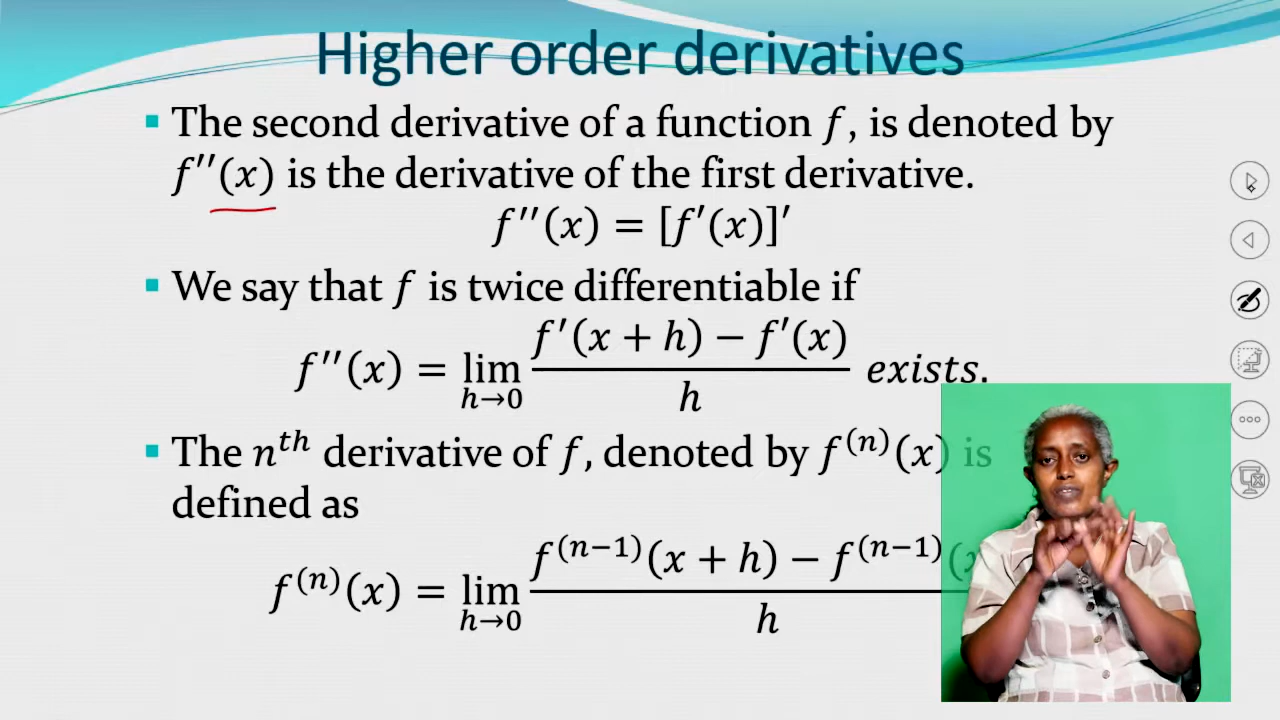 Higher order derivatives
▪ The second derivative of a function f, is denoted by
f′′(x) is the derivative of the first derivative.
f′′(x) = [f′(x)]′
▪ We say that f is twice differentiable if
f′′(x) = lim_{h→0} (f′(x + h) − f′(x)) / h exists.
▪ The n^{th} derivative of f, denoted by f^{(n)}(x) is
defined as
f^{(n)}(x) = lim_{h→0} (f^{(n−1)}(x + h) − f^{(n−1)}(x) / h